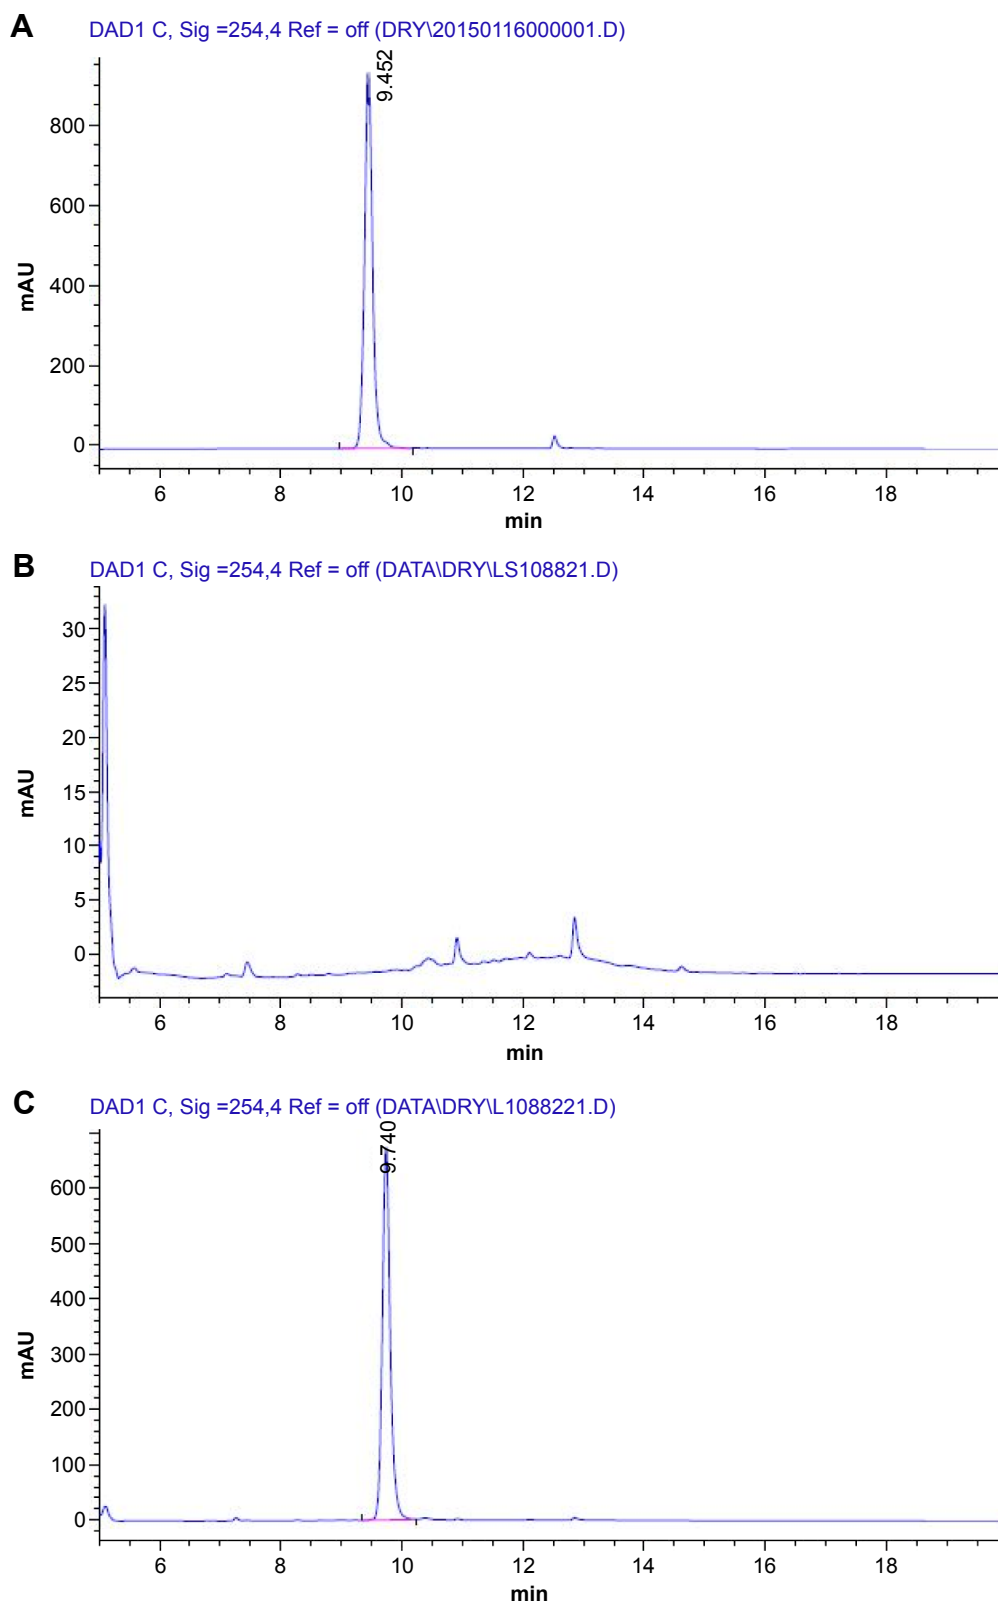 A
DAD1 C, Sig =254,4 Ref = off (DRY\20150116000001.D)
9.452
800
600
400
200
0
mAU
6 8 10 12 14 16 18
min
B
DAD1 C, Sig =254,4 Ref = off (DATA\DRY\LS108821.D)
30
25
20
15
10
5
0
mAU
6 8 10 12 14 16 18
min
C
DAD1 C, Sig =254,4 Ref = off (DATA\DRY\L1088221.D)
9.740
600
500
400
300
200
100
0
mAU
6 8 10 12 14 16 18
min